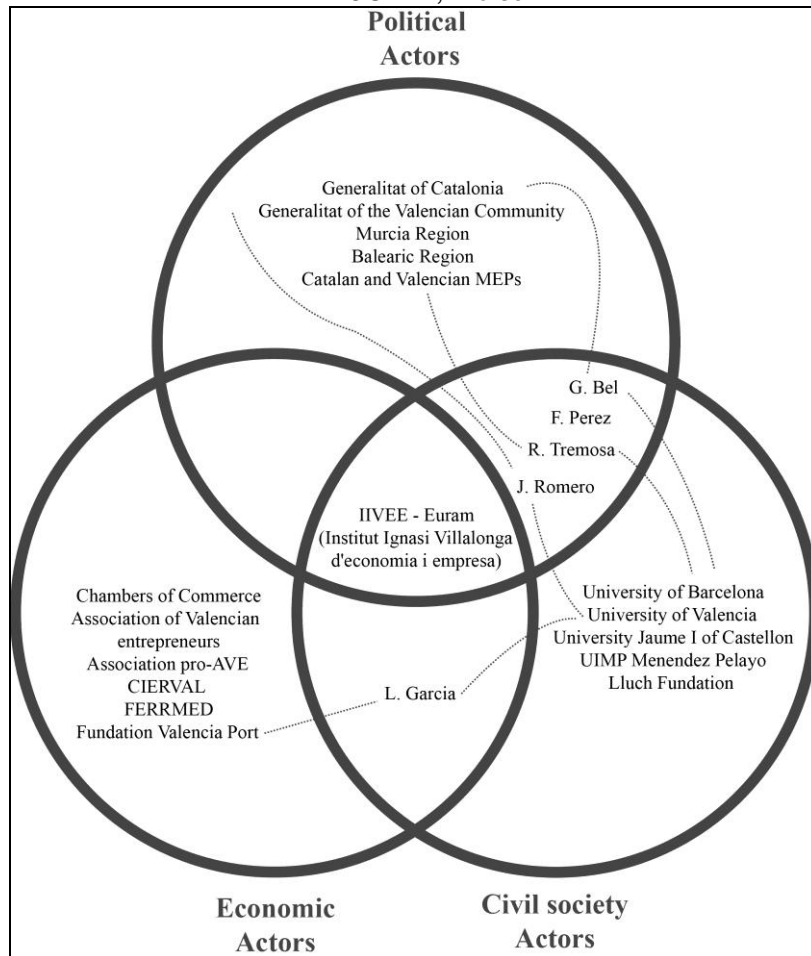 Political
Actors
Generalitat of Catalonia
Generalitat of the Valencian Community
Murcia Region
Balearic Region
Catalan and Valencian MEPs
G. Bel
F. Perez
R. Tremosa
J. Romero
IIVEE - Euram
(Institut Ignasi Villalonga
d'economia i empresa)
Chambers of Commerce
Association of Valencian
entrepreneurs
Association pro-AVE
CIERVAL
FERRMED
Fundation Valencia Port
L. Garcia
University of Barcelona
University of Valencia
University Jaume I of Castellon
UIMP Menendez Pelayo
Lluch Fundation
Economic
Actors
Civil society
Actors